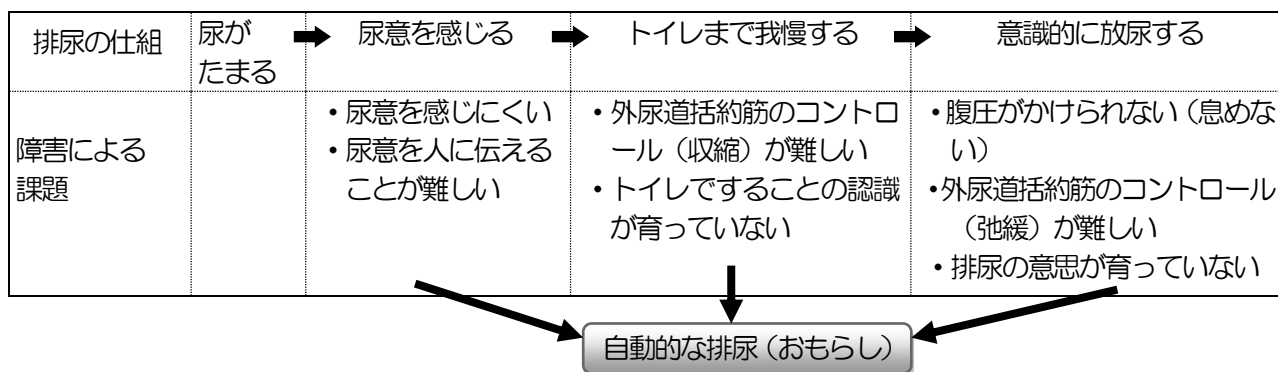 排尿の仕組
尿が
たまる
尿意を感じる
トイレまで我慢する
意識的に放尿する
障害による
課題
・尿意を感じにくい
・尿意を人に伝える
ことが難しい
・外尿道括約筋のコントロ
ール（収縮）が難しい
・トイレですることの認識
が育っていない
・腹圧がかけられない（息めな
い）
・外尿道括約筋のコントロール
（弛緩）が難しい
・排尿の意思が育っていない
自動的な排尿（おもらし）